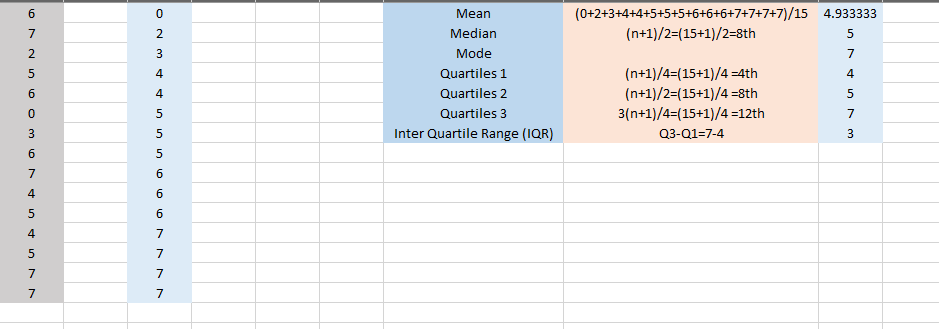 6 0 Mean (0+2+3+4+4+5+5+5+6+6+6+7+7+7+7)/15 4.933333
7 2 Median (n+1)/2=(15+1)/2=8th 5
2 3 Mode 7
5 4 Quartiles 1 (n+1)/4=(15+1)/4 =4th 4
6 4 Quartiles 2 (n+1)/2=(15+1)/4 =8th 5
0 5 Quartiles 3 3(n+1)/4=(15+1)/4 =12th 7
3 5 Inter Quartile Range (IQR) Q3-Q1=7-4 3
6 5
7 6
4 6
5 6
4 7
5 7
7 7
7 7